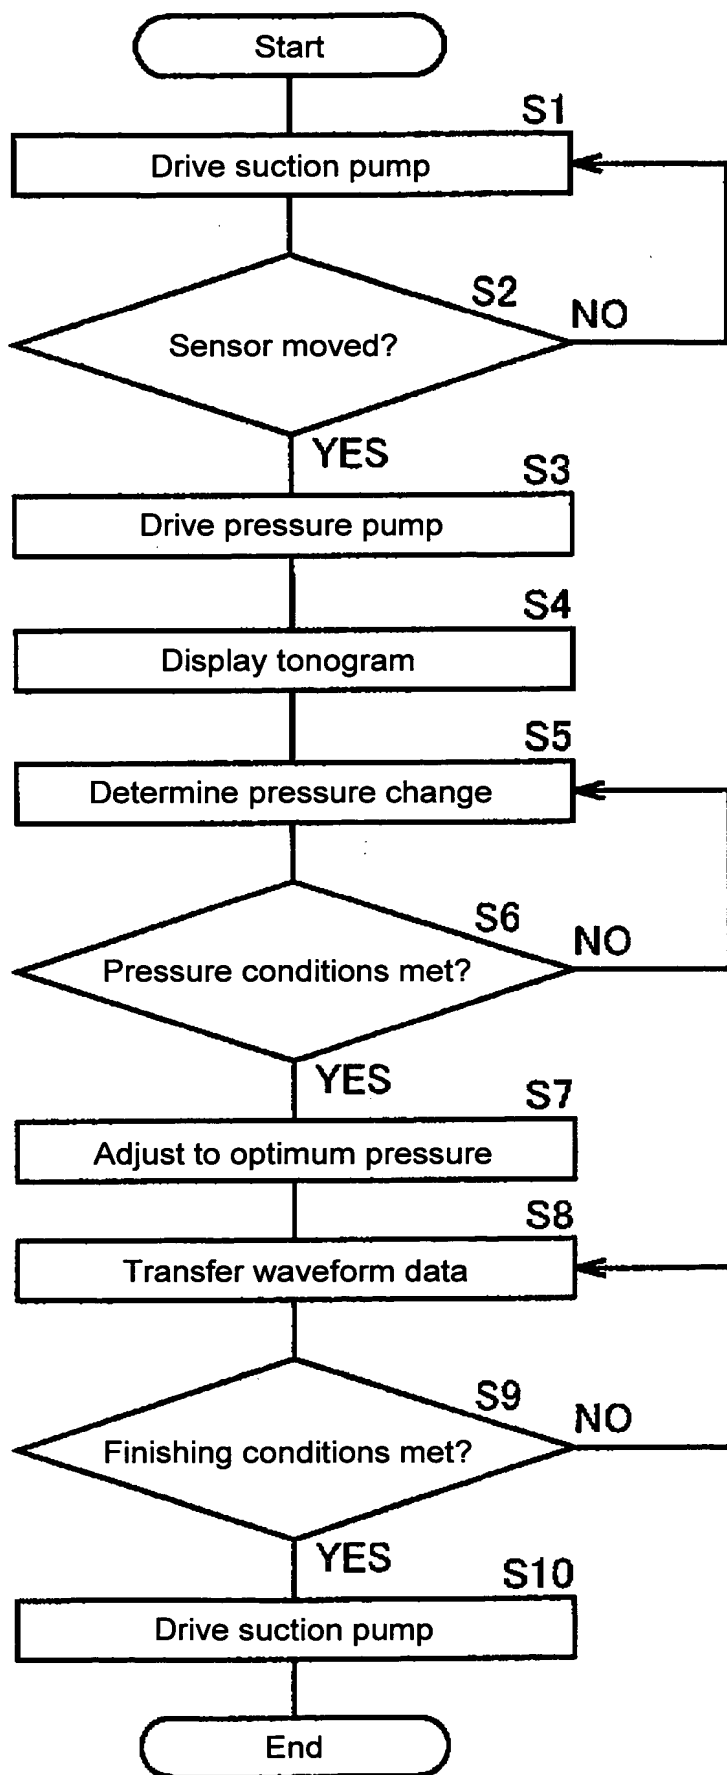 Start
S1
Drive suction pump
S2
NO
Sensor moved?
YES
S3
Drive pressure pump
S4
Display tonogram
S5
Determine pressure change
S6
NO
Pressure conditions met?
YES
S7
Adjust to optimum pressure
S8
Transfer waveform data
S9
NO
Finishing conditions met?
YES
S10
Drive suction pump
End